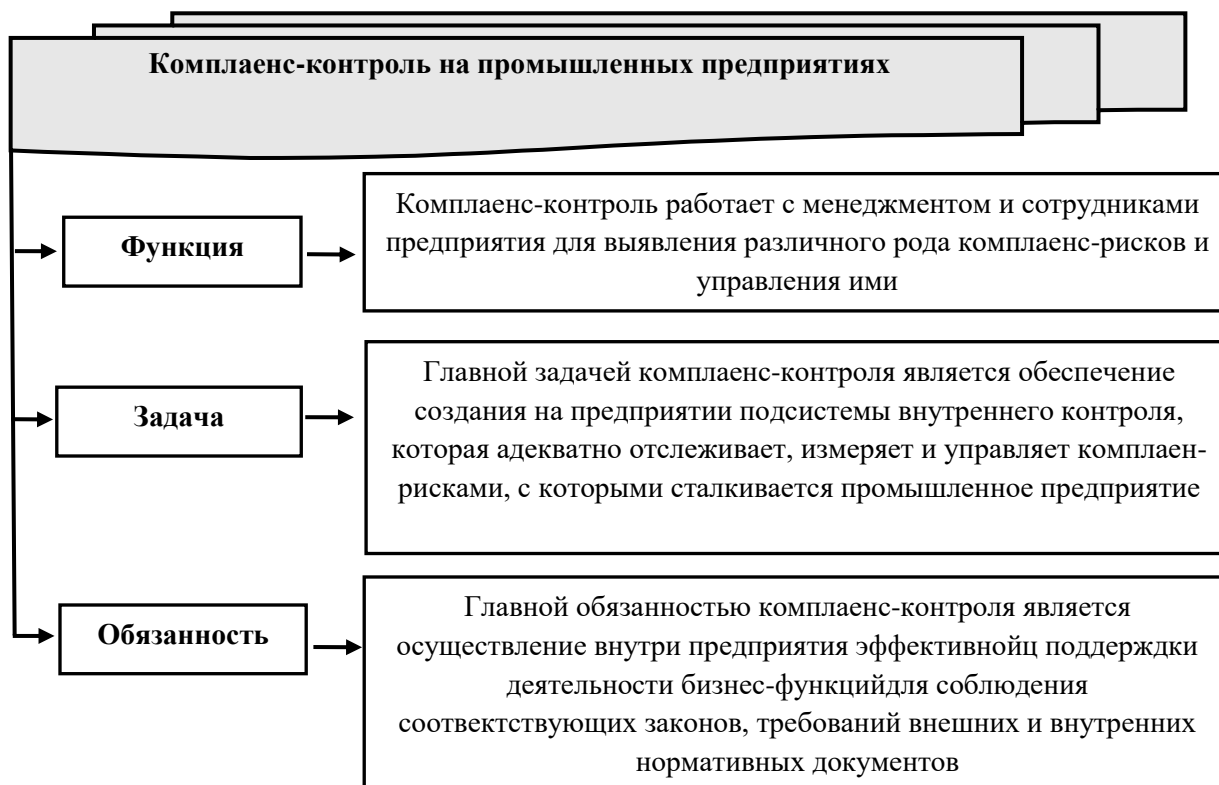 Комплаенс-контроль на промышленных предприятиях
Функция
Комплаенс-контроль работает с менеджментом и сотрудниками
предприятия для выявления различного рода комплаенс-рисков и
управления ими
Задача
Главной задачей комплаенс-контроля является обеспечение
создания на предприятии подсистемы внутреннего контроля,
которая адекватно отслеживает, измеряет и управляет комплаен-
рисками, с которыми сталкивается промышленное предприятие
Обязанность
Главной обязанностью комплаенс-контроля является
осуществление внутри предприятия эффективнойц поддерждки
деятельности бизнес-функцийдля соблюдения
соотвектствующих законов, требований внешних и внутренних
нормативных документов